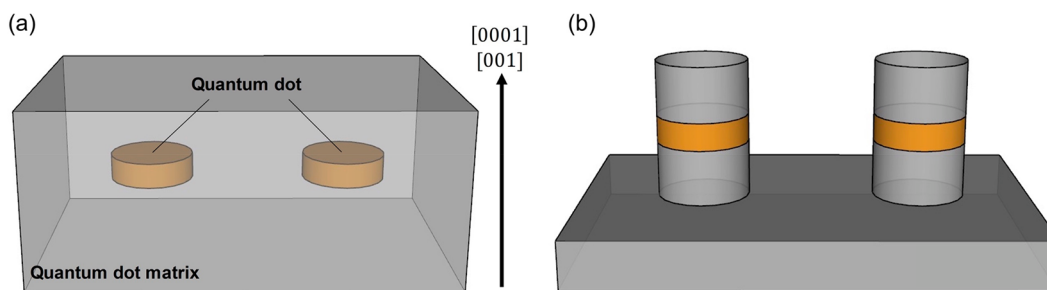 (a)
Quantum dot
Quantum dot matrix
[0001]
[001]
(b)